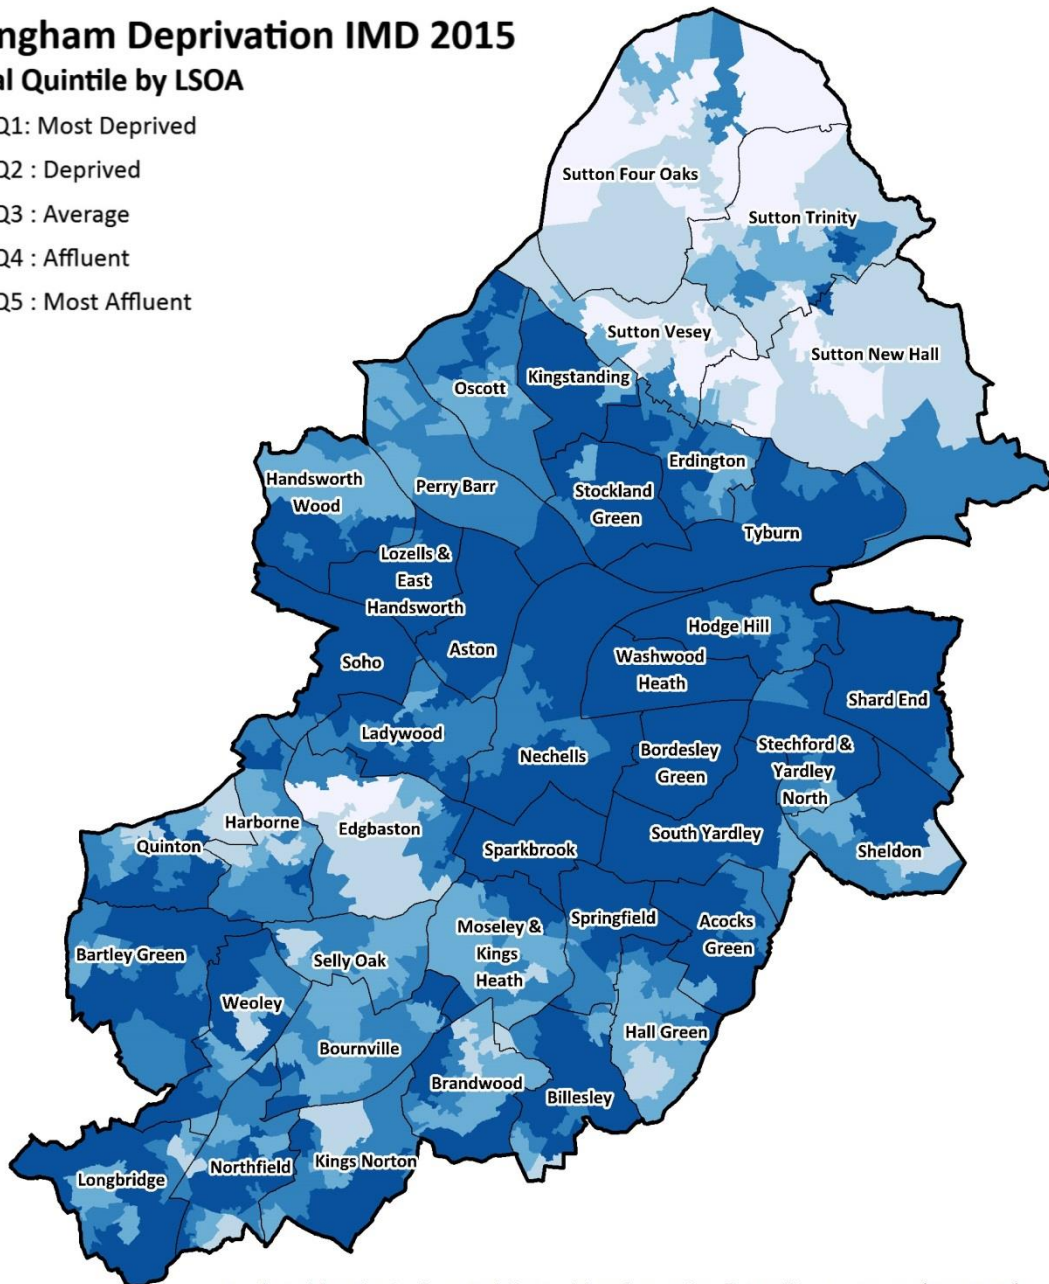 ngham Deprivation IMD 2015
al Quintile by LSOA
Q1: Most Deprived
Q2 : Deprived
Q3 : Average
Q4 : Affluent
Q5 : Most Affluent
Sutton Four Oaks
Sutton Trinity
Sutton Vesey
Sutton New Hall
Kingstanding
Oscott
Erdington
Handsworth
Wood
Perry Barr
Stockland
Green
Tyburn
Lozells &
East
Handsworth
Hodge Hill
Aston
Washwood
Heath
Soho
Shard End
Ladywood
Nechells
Bordesley
Green
Stechford &
Yardley
North
Harborne
Edgbaston
South Yardley
Quinton
Sparkbrook
Sheldon
Springfield
Acocks
Green
Moseley &
Kings
Heath
Bartley Green
Selly Oak
Weoley
Hall Green
Bournville
Brandwood
Billesley
Longbridge
Northfield
Kings Norton